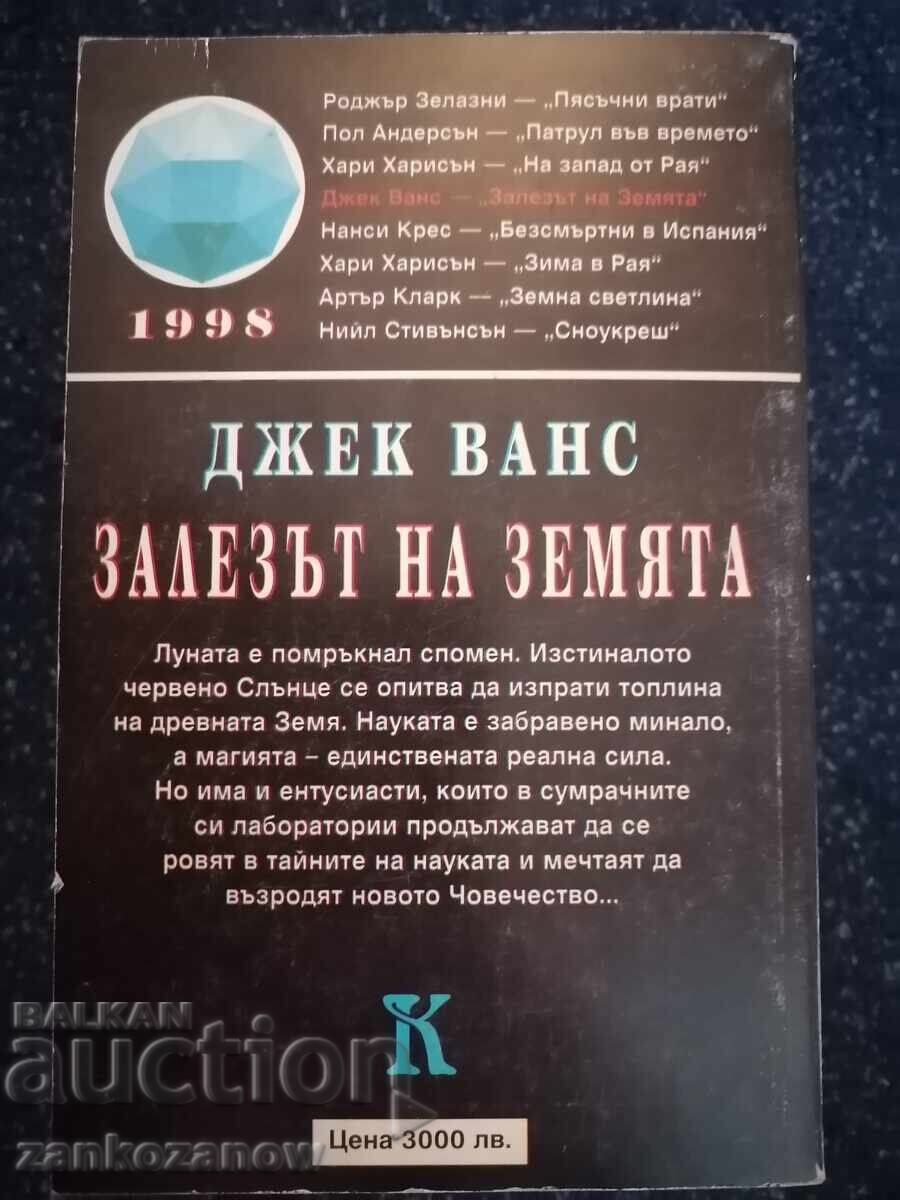 Роджър Зелазни — „Пясъчни врати“
Пол Андерсън — „Патрул във времето“
Хари Харисън — „На запад от Рая“
Джек Ванс — „Залезът на Земята“
Нанси Крес — „Безсмъртни в Испания“
Хари Харисън — „Зима в Рая“
Артър Кларк — „Земна светлина“
Нийл Стивънсън — „Сноукреш“
1998
ДЖЕК ВАНС
ЗАЛЕЗЪТ НА ЗЕМЯТА
Луната е помръкнал спомен. Изстиналото
червено Слънце се опитва да изпрати топлина
на древната Земя. Науката е забравено минало,
а магията – единствената реална сила.
Но има и ентусиасти, които в сумрачните
си лаборатории продължават да се
ровят в тайните на науката и мечтаят да
възродят новото Човечество...
К
Цена 3000 лв.
BALKAN
auction
zankozanow